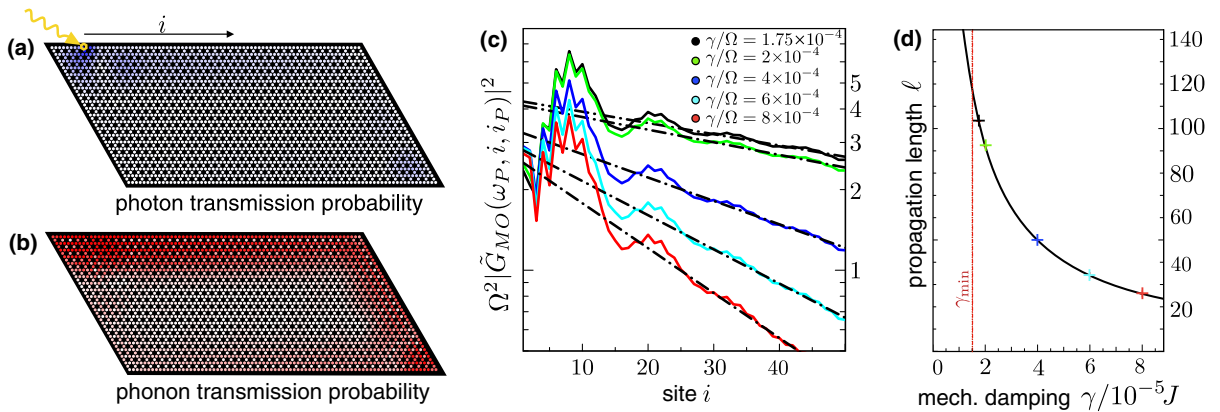 (a)
i
photon transmission probability
(b)
phonon transmission probability
(c)
Ω²|G̃_{MO}(ω_P, i, i_P)|²
γ/Ω = 1.75×10⁻⁴
γ/Ω = 2×10⁻⁴
γ/Ω = 4×10⁻⁴
γ/Ω = 6×10⁻⁴
γ/Ω = 8×10⁻⁴
5
4
3
2
1
10 20 30 40 50
site i
(d)
propagation length ℓ
140
120
100
80
60
40
20
γ_min
0 2 4 6 8
mech. damping γ/10⁻⁵J